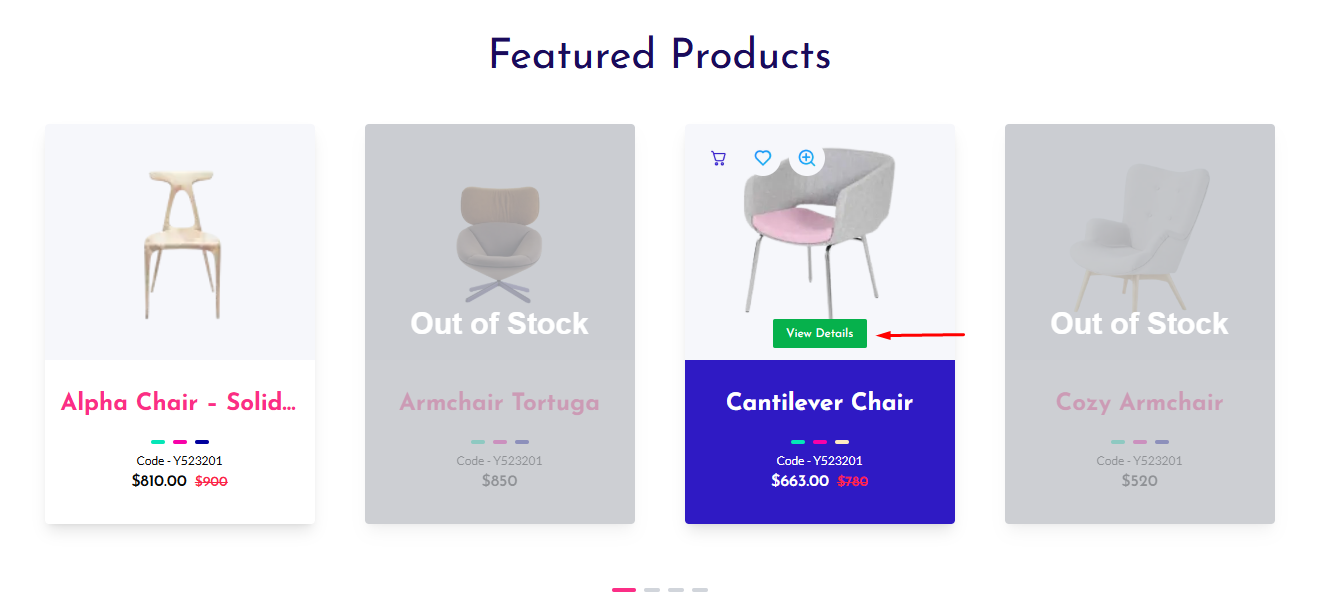 Featured Products
Out of Stock
View Details
Out of Stock
Alpha Chair – Solid...
Armchair Tortuga
Cantilever Chair
Cozy Armchair
Code - Y523201
Code - Y523201
Code - Y523201
Code - Y523201
$810.00 $900
$850
$663.00 $780
$520